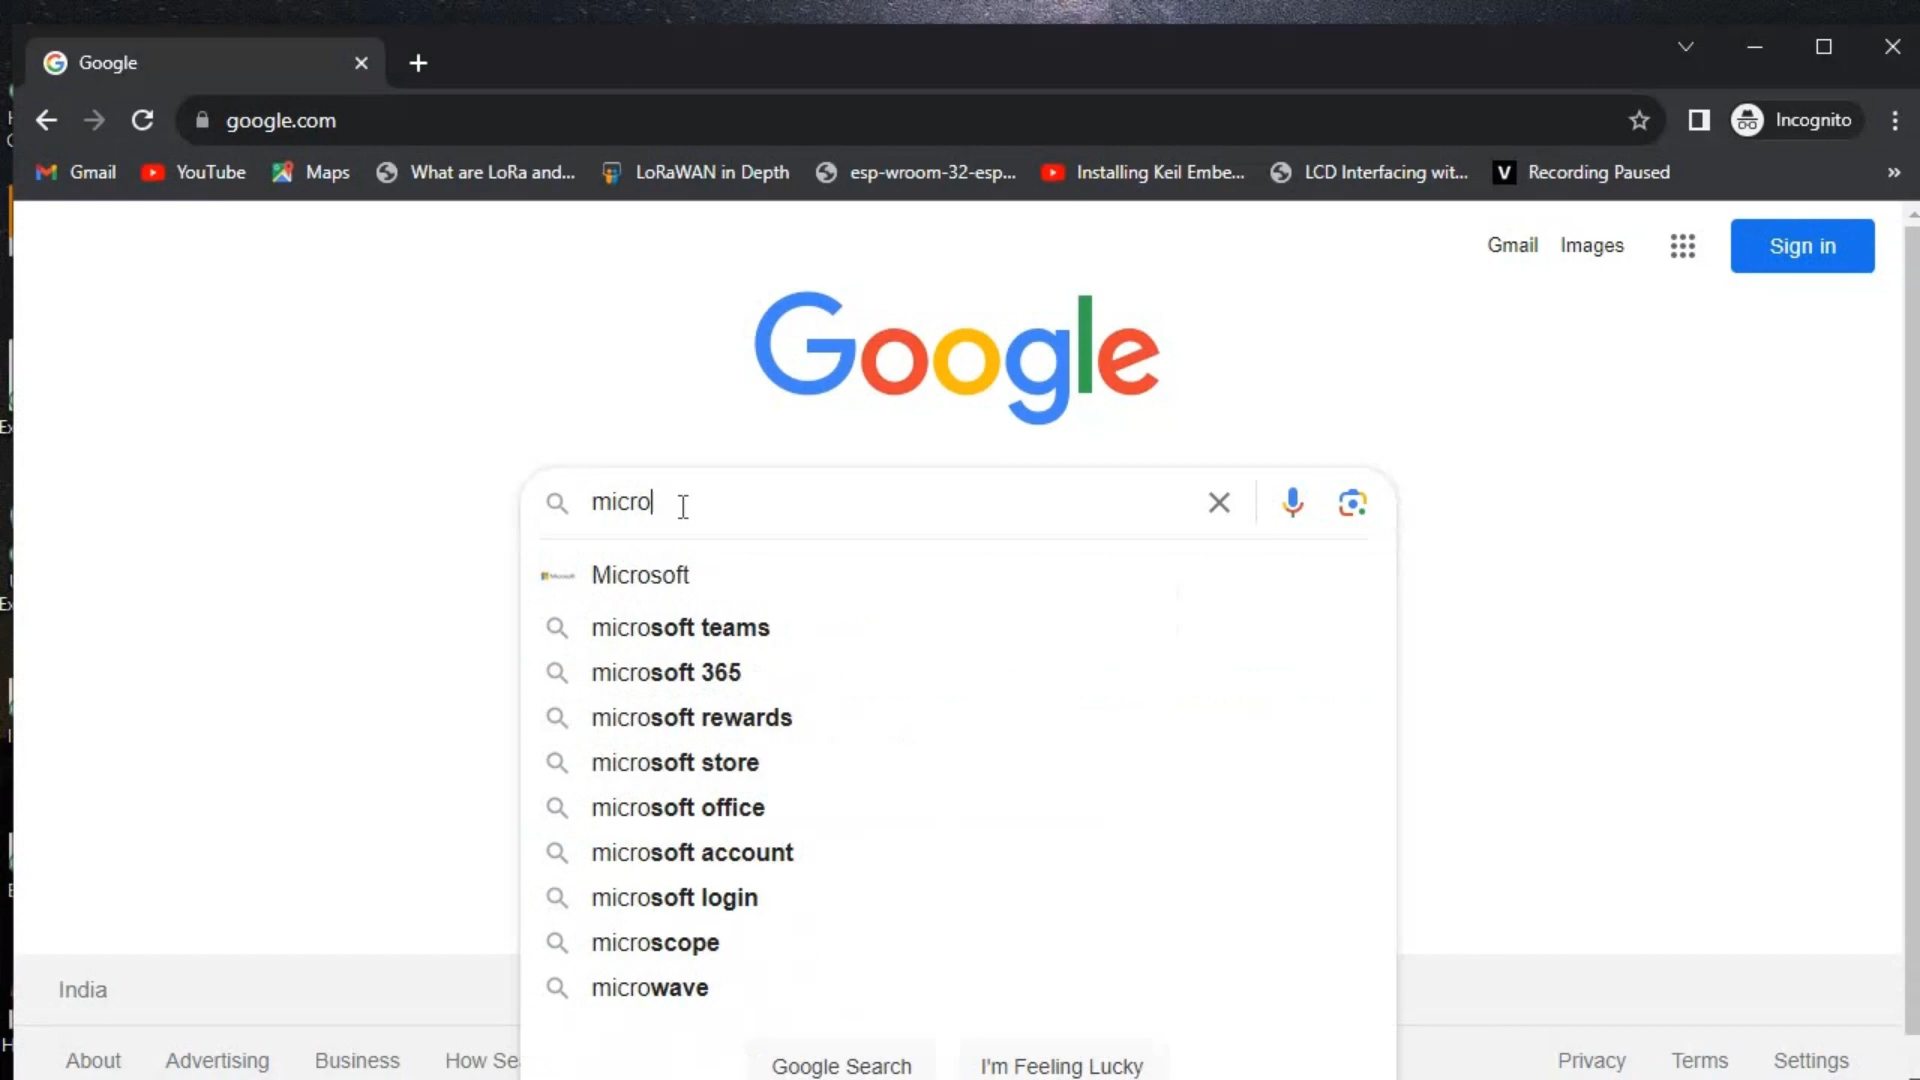 Google
google.com
Incognito
Gmail YouTube Maps What are LoRa and... LoRaWAN in Depth esp-wroom-32-esp... Installing Keil Embe... LCD Interfacing wit... V Recording Paused »
Gmail Images Sign in
Google
micro
Microsoft
microsoft teams
microsoft 365
microsoft rewards
microsoft store
microsoft office
microsoft account
microsoft login
microscope
microwave
India
Google Search I'm Feeling Lucky
About Advertising Business How Se
Privacy Terms Settings